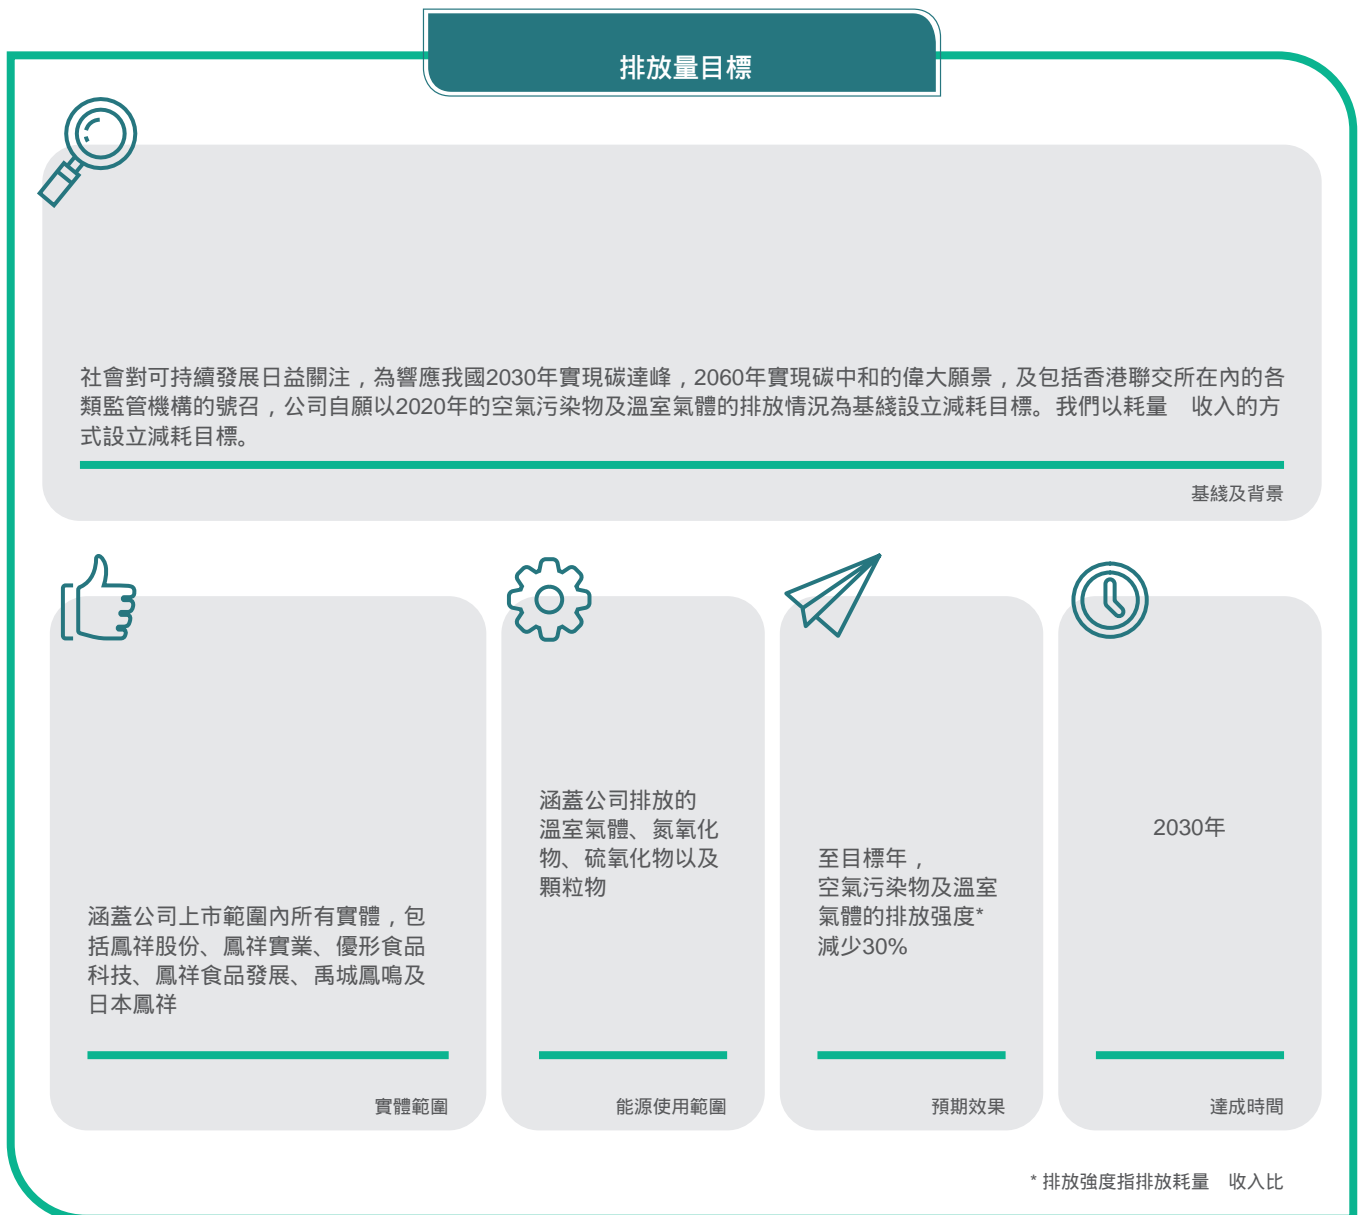 排放量目標
社會對可持續發展日益關注，為響應我國2030年實現碳達峰，2060年實現碳中和的偉大願景，及包括香港聯交所在內的各
類監管機構的號召，公司自願以2020年的空氣污染物及溫室氣體的排放情況為基綫設立減耗目標。我們以耗量　收入的方
式設立減耗目標。
基綫及背景
涵蓋公司上市範圍內所有實體，包
括鳳祥股份、鳳祥實業、優形食品
科技、鳳祥食品發展、禹城鳳鳴及
日本鳳祥
實體範圍
涵蓋公司排放的
溫室氣體、氮氧化
物、硫氧化物以及
顆粒物
能源使用範圍
至目標年，
空氣污染物及溫室
氣體的排放强度*
減少30%
預期效果
2030年
達成時間
* 排放強度指排放耗量　收入比